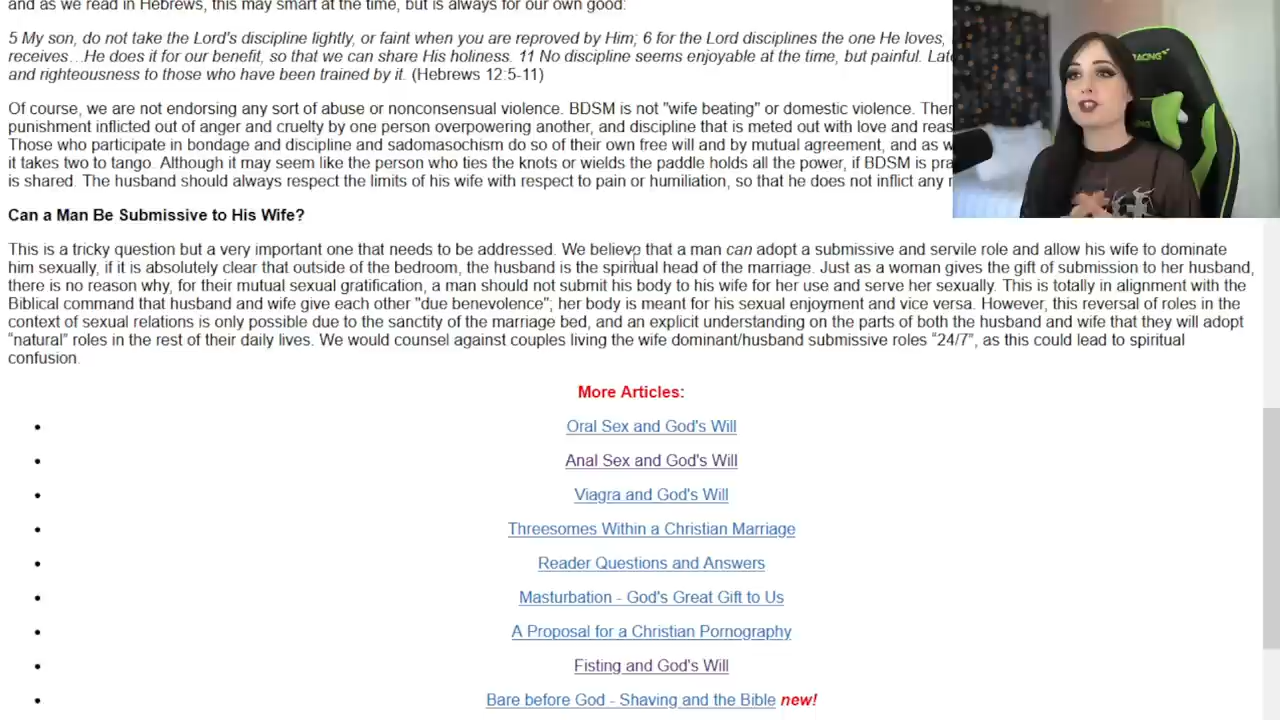 and as we read in Hebrews, this may smart at the time, but is always for our own good:
5 My son, do not take the Lord's discipline lightly, or faint when you are reproved by Him; 6 for the Lord disciplines the one He loves,
receives…He does it for our benefit, so that we can share His holiness. 11 No discipline seems enjoyable at the time, but painful.
and righteousness to those who have been trained by it. (Hebrews 12:5-11)
Of course, we are not endorsing any sort of abuse or nonconsensual violence. BDSM is not "wife beating" or domestic violence.
punishment inflicted out of anger and cruelty by one person overpowering another, and discipline that is meted out with love and
Those who participate in bondage and discipline and sadomasochism do so of their own free will and by mutual agreement, and as
it takes two to tango. Although it may seem like the person who ties the knots or wields the paddle holds all the power, if BDSM is
is shared. The husband should always respect the limits of his wife with respect to pain or humiliation, so that he does not inflict any
RACING
Can a Man Be Submissive to His Wife?
This is a tricky question but a very important one that needs to be addressed. We believe that a man can adopt a submissive and servile role and allow his wife to dominate
him sexually, if it is absolutely clear that outside of the bedroom, the husband is the spiritual head of the marriage. Just as a woman gives the gift of submission to her husband,
there is no reason why, for their mutual sexual gratification, a man should not submit his body to his wife for her use and serve her sexually. This is totally in alignment with the
Biblical command that husband and wife give each other "due benevolence"; her body is meant for his sexual enjoyment and vice versa. However, this reversal of roles in the
context of sexual relations is only possible due to the sanctity of the marriage bed, and an explicit understanding on the parts of both the husband and wife that they will adopt
“natural” roles in the rest of their daily lives. We would counsel against couples living the wife dominant/husband submissive roles “24/7”, as this could lead to spiritual
confusion.
More Articles:
Oral Sex and God's Will
Anal Sex and God's Will
Viagra and God's Will
Threesomes Within a Christian Marriage
Reader Questions and Answers
Masturbation - God's Great Gift to Us
A Proposal for a Christian Pornography
Fisting and God's Will
Bare before God - Shaving and the Bible new!